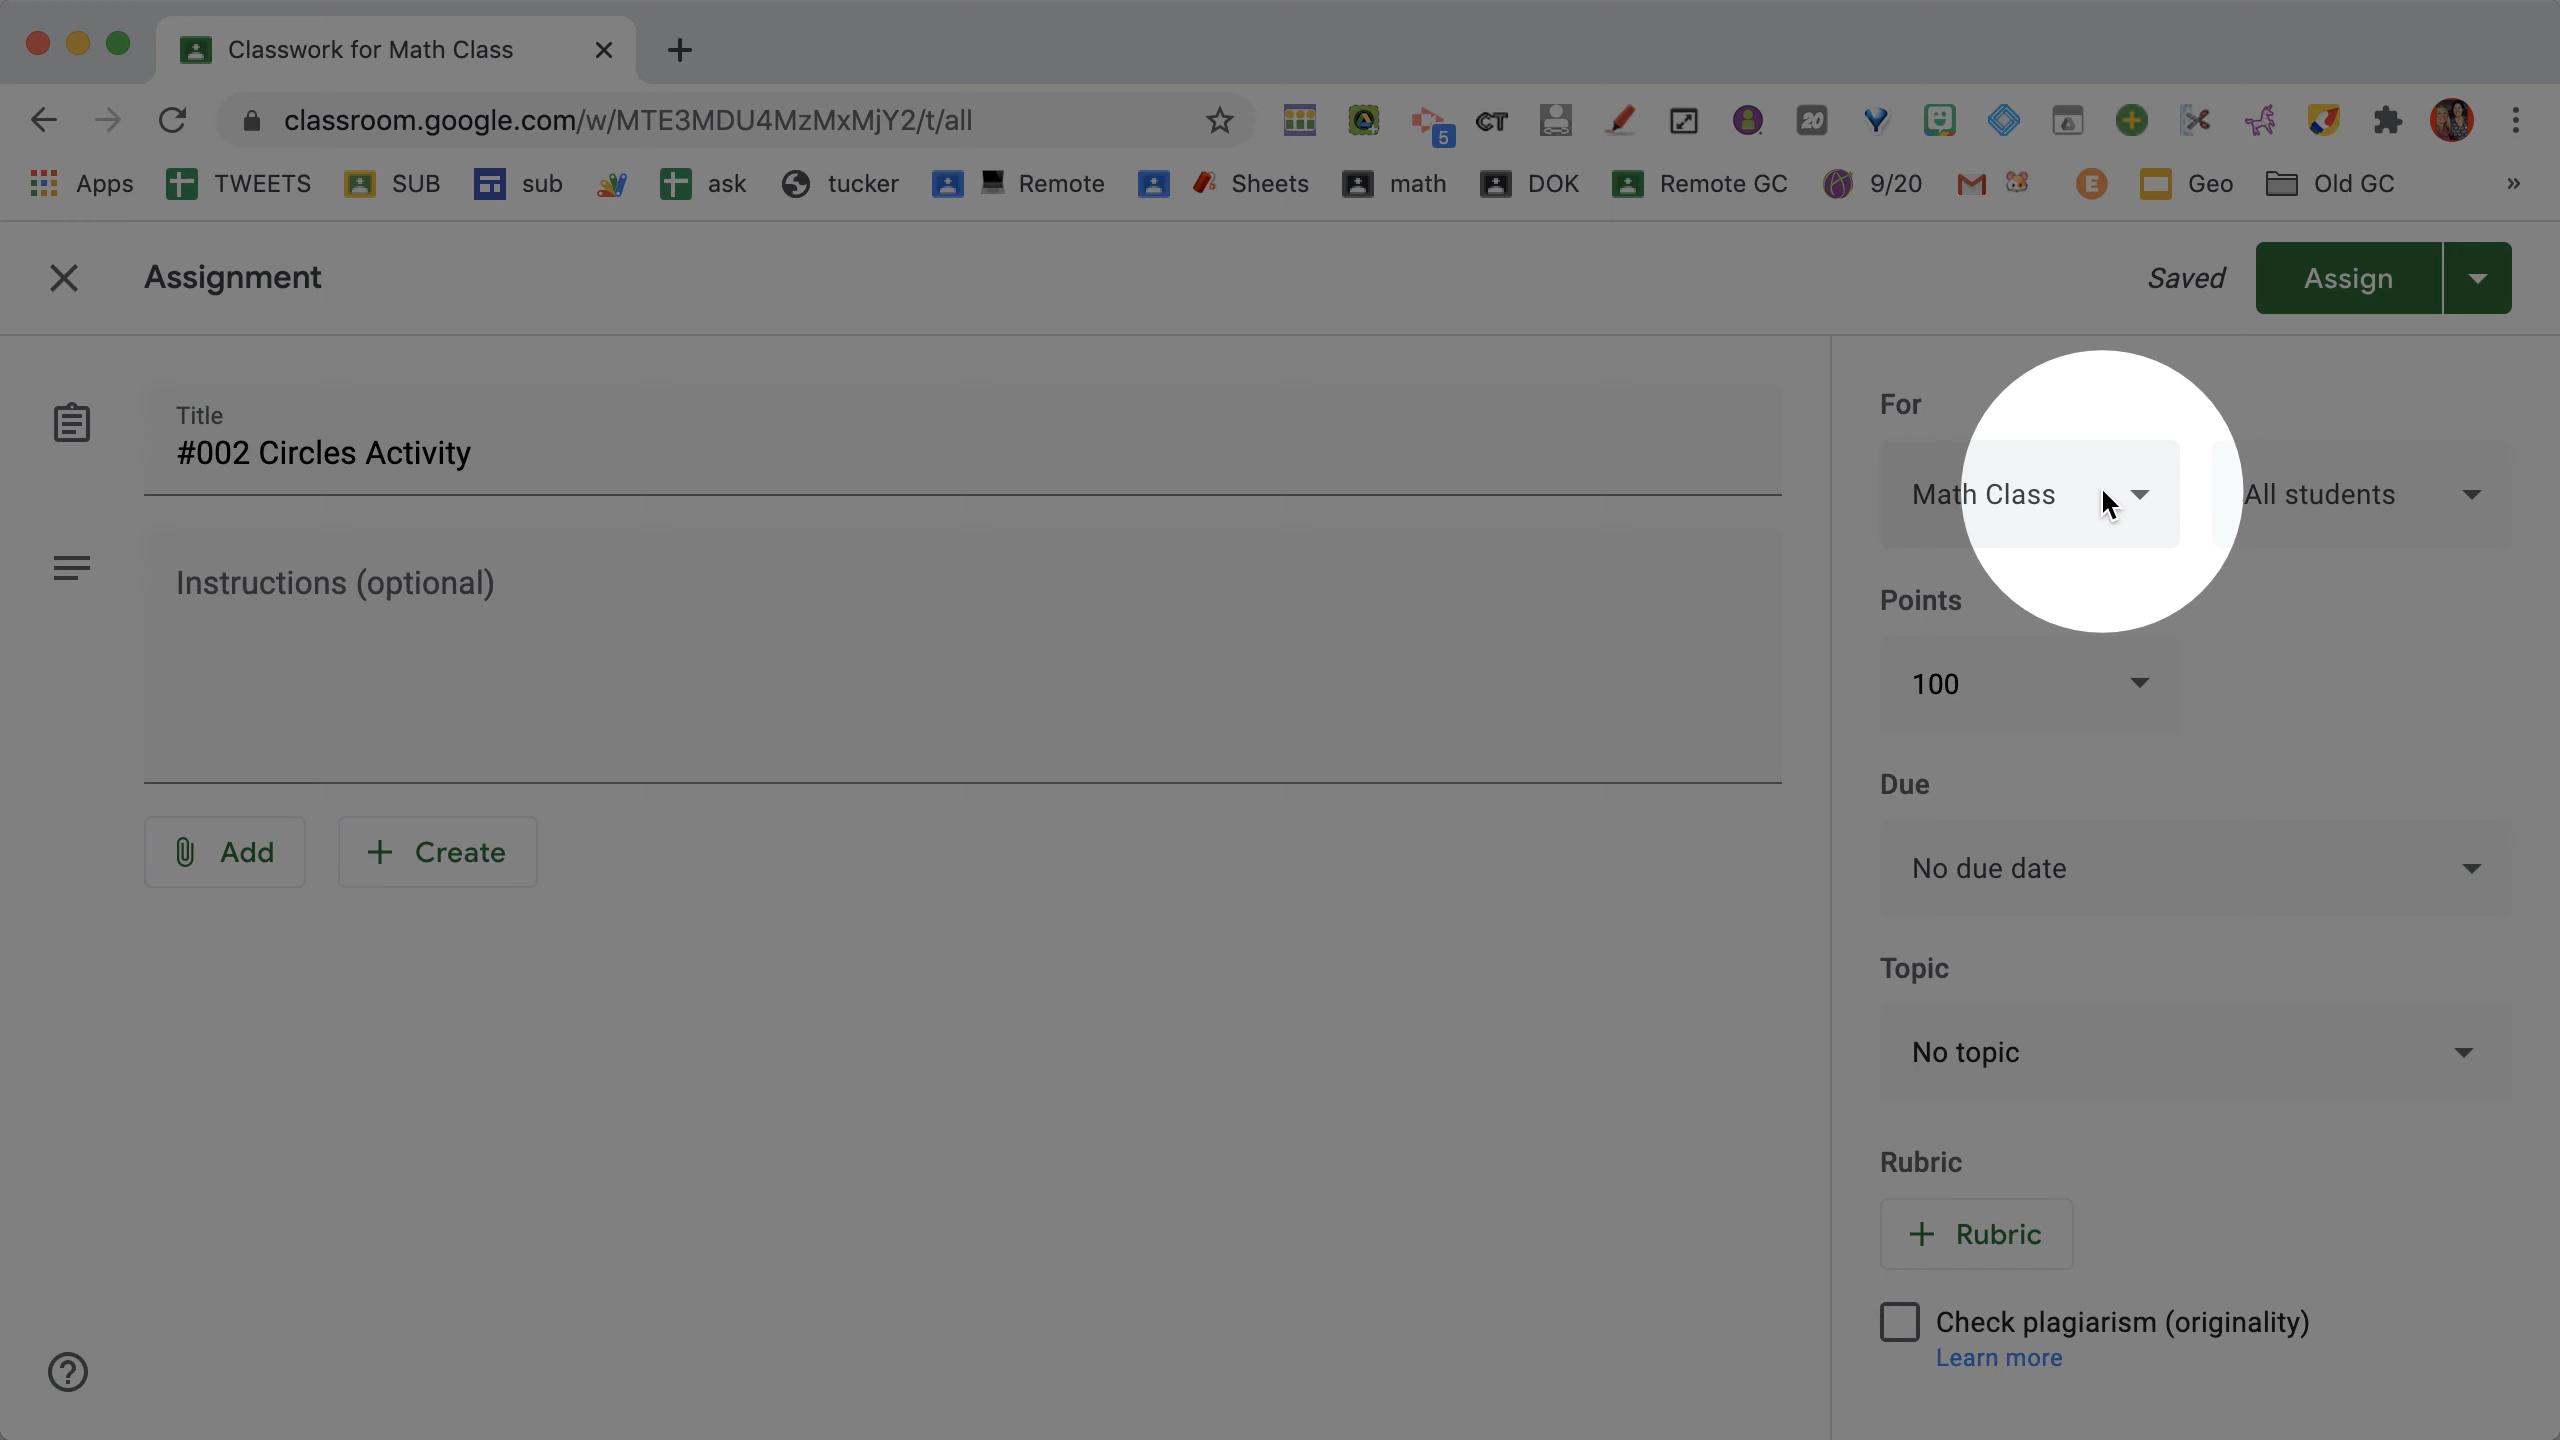 Classwork for Math Class
classroom.google.com/w/MTE3MDU4MzMxMjY2/t/all
5
CT
20
Apps
TWEETS
SUB
sub
ask
tucker
Remote
Sheets
math
DOK
Remote GC
9/20
E
Geo
Old GC
»
Assignment
Saved
Assign
Title
#002 Circles Activity
Instructions (optional)
Add
+ Create
For
Math Class
All students
Points
100
Due
No due date
Topic
No topic
Rubric
+ Rubric
Check plagiarism (originality)
Learn more